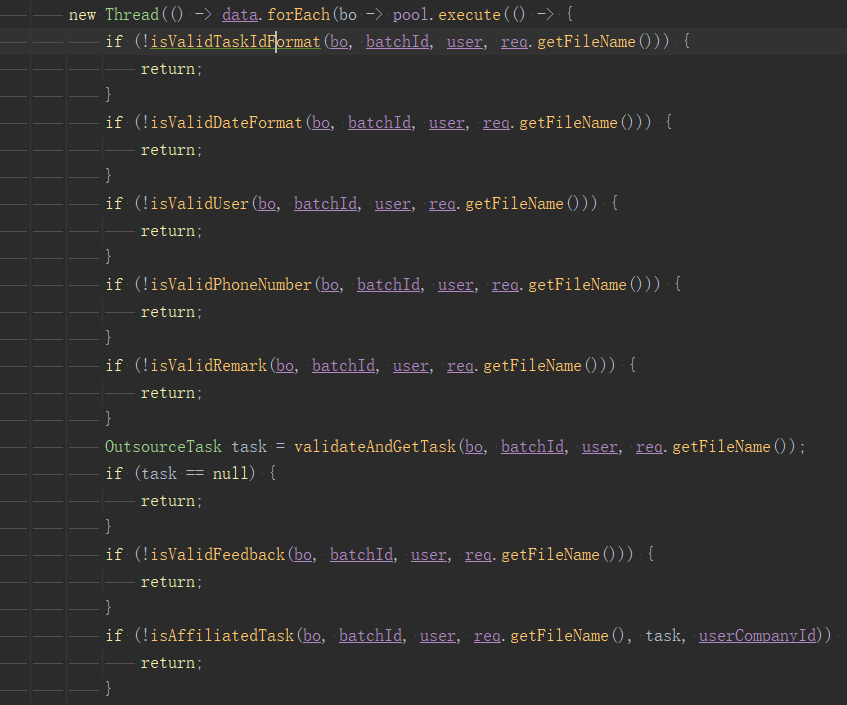 new Thread(() -> data.forEach(bo -> pool.execute(() -> {
if (!isValidTaskIdFormat(bo, batchId, user, req.getFileName())) {
return;
}
if (!isValidDateFormat(bo, batchId, user, req.getFileName())) {
return;
}
if (!isValidUser(bo, batchId, user, req.getFileName())) {
return;
}
if (!isValidPhoneNumber(bo, batchId, user, req.getFileName())) {
return;
}
if (!isValidRemark(bo, batchId, user, req.getFileName())) {
return;
}
OutsourceTask task = validateAndGetTask(bo, batchId, user, req.getFileName());
if (task == null) {
return;
}
if (!isValidFeedback(bo, batchId, user, req.getFileName())) {
return;
}
if (!isAffiliatedTask(bo, batchId, user, req.getFileName(), task, userCompanyId))
return;
}